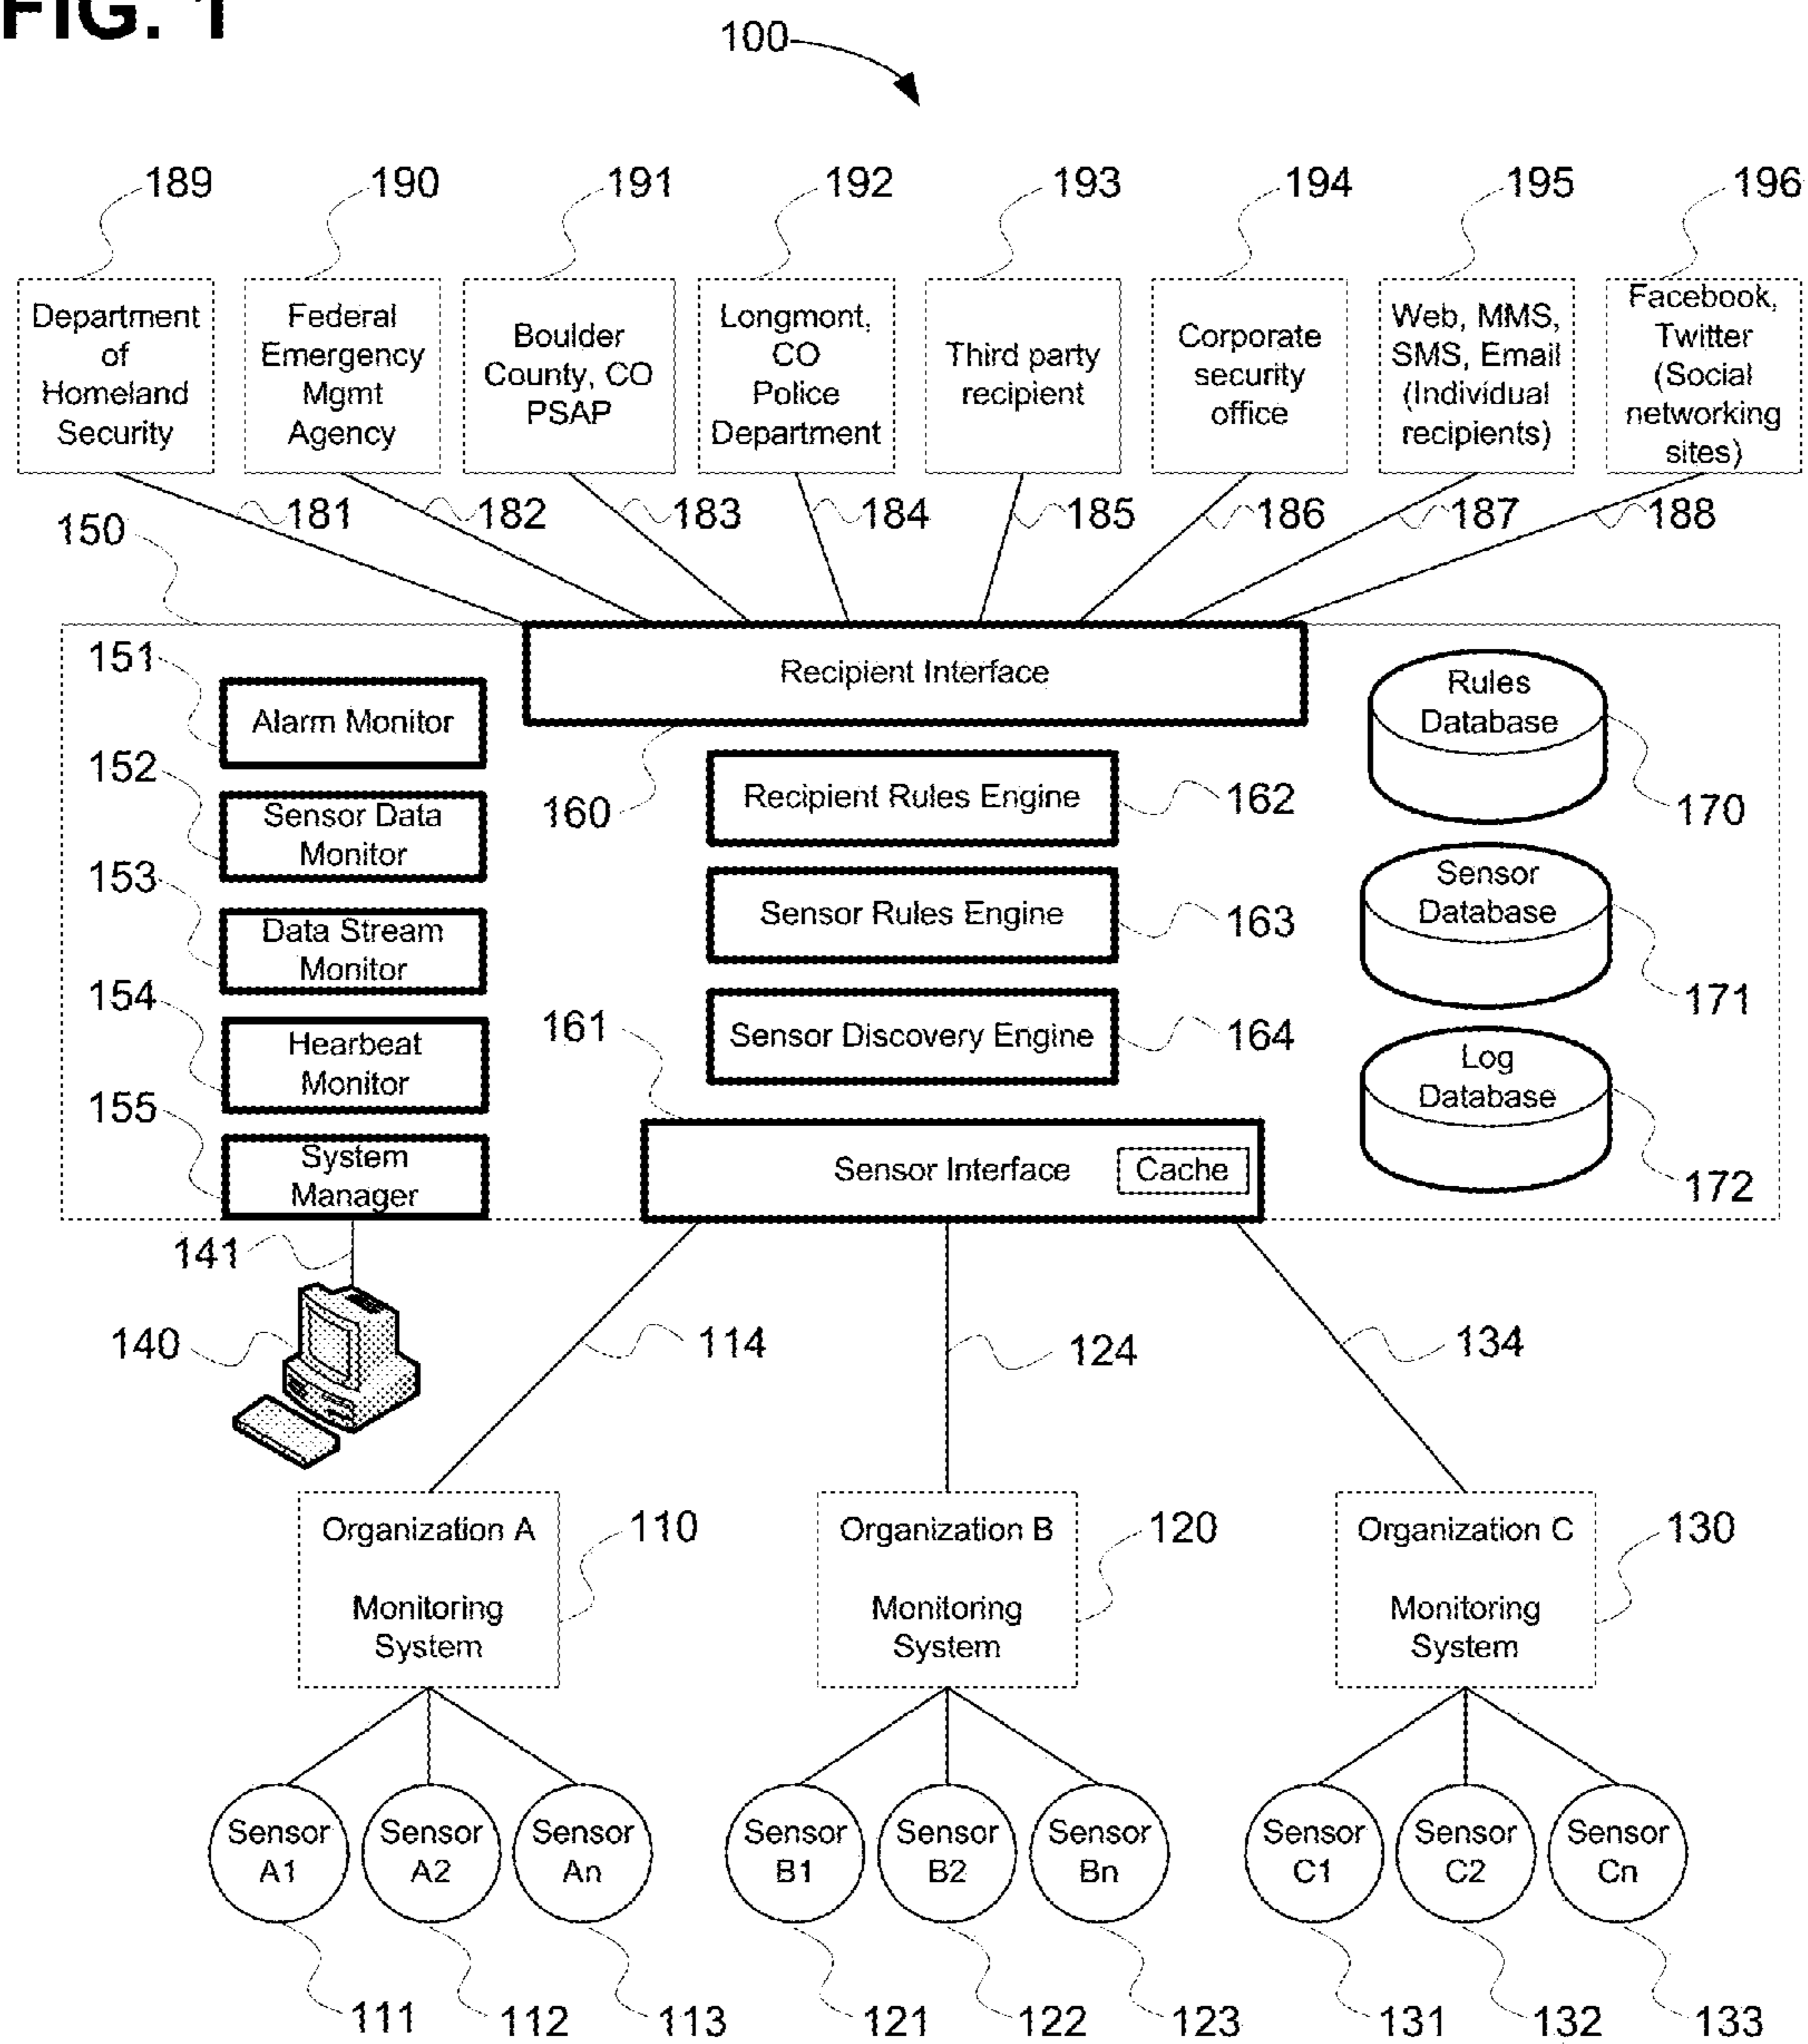 FIG. 1
100
189 190 191 192 193 194 195 196
Department
of
Homeland
Security
Federal
Emergency
Mgmt
Agency
Boulder
County, CO
PSAP
Longmont,
CO
Police
Department
Third party
recipient
Corporate
security
office
Web, MMS,
SMS, Email
(Individual
recipients)
Facebook,
Twitter
(Social
networking
sites)
181 182 183 184 185 186 187 188
150
151
Alarm Monitor
152
Sensor Data
Monitor
153
Data Stream
Monitor
154
Hearbeat
Monitor
155
System
Manager
Recipient Interface
160
Recipient Rules Engine
162
Sensor Rules Engine
163
Sensor Discovery Engine
164
161
Sensor Interface
Cache
Rules
Database
170
Sensor
Database
171
Log
Database
172
141
140
114 124 134
Organization A
Monitoring
System
110
Organization B
Monitoring
System
120
Organization C
Monitoring
System
130
Sensor
A1
Sensor
A2
Sensor
An
Sensor
B1
Sensor
B2
Sensor
Bn
Sensor
C1
Sensor
C2
Sensor
Cn
111 112 113 121 122 123 131 132 133